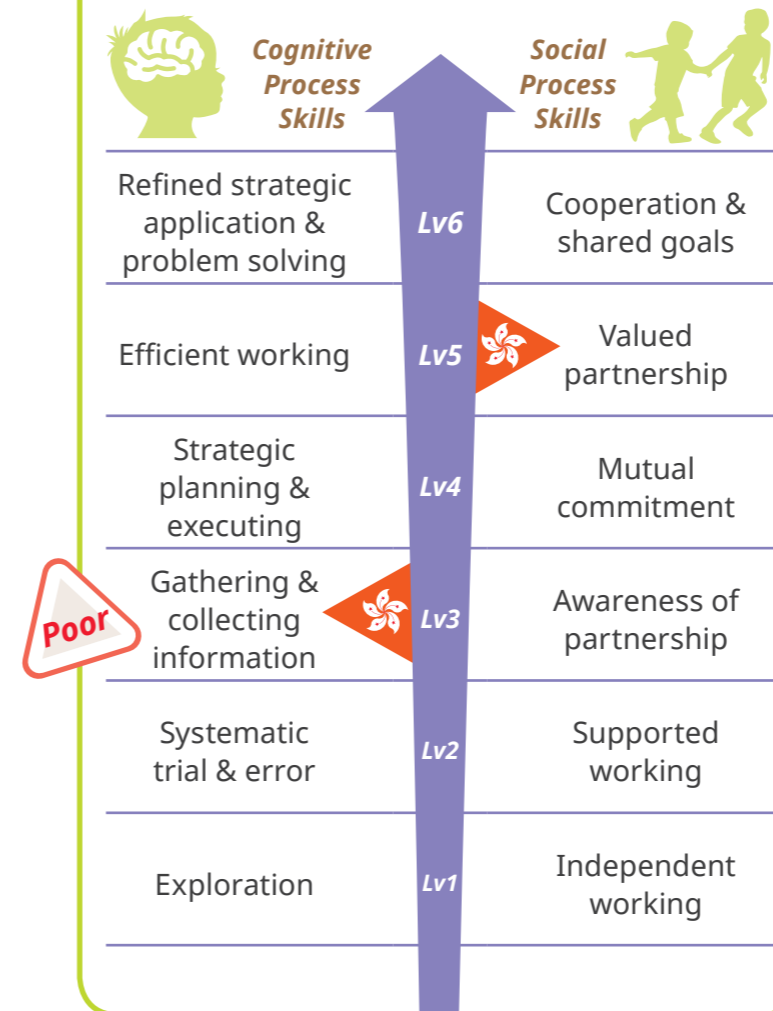 Cognitive
Process
Skills
Social
Process
Skills
Refined strategic
application &
problem solving
Lv6
Cooperation &
shared goals
Efficient working
Lv5
Valued
partnership
Strategic
planning &
executing
Lv4
Mutual
commitment
Poor
Gathering &
collecting
information
Lv3
Awareness of
partnership
Systematic
trial & error
Lv2
Supported
working
Exploration
Lv1
Independent
working